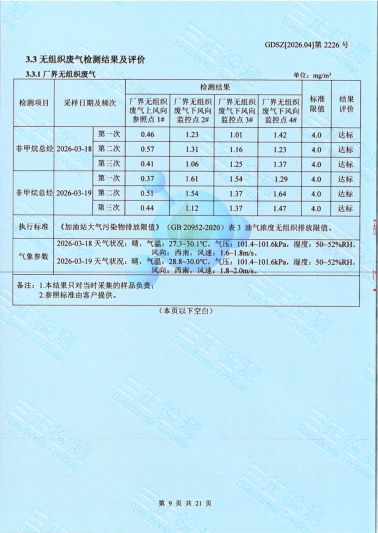 GDSZ[2026.04]第 2226 号
3.3 无组织废气检测结果及评价
3.3.1 厂界无组织废气
单位：mg/m³
检测项目 采样日期及频次 检测结果 标准限值 结果评价
厂界无组织废气上风向参照点 1# 厂界无组织废气下风向监控点 2# 厂界无组织废气下风向监控点 3# 厂界无组织废气下风向监控点 4#
非甲烷总烃 2026-03-18 第一次 0.46 1.23 1.01 1.42 4.0 达标
第二次 0.57 1.31 1.16 1.23 4.0 达标
第三次 0.41 1.06 1.25 1.37 4.0 达标
非甲烷总烃 2026-03-19 第一次 0.37 1.61 1.54 1.29 4.0 达标
第二次 0.51 1.54 1.37 1.64 4.0 达标
第三次 0.44 1.12 1.37 1.47 4.0 达标
执行标准 《加油站大气污染物排放限值》（GB 20952-2020）表 3 油气浓度无组织排放限值。
气象参数 2026-03-18 天气状况：晴，气温：27.3~30.1℃，气压：101.4~101.6kPa，湿度：50~52%RH，
风向：西南，风速：1.6~1.8m/s。
2026-03-19 天气状况：晴，气温：28.8~30.0℃，气压：101.4~101.6kPa，湿度：50~52%RH，
风向：西南，风速：1.8~2.0m/s。
备注：1.本结果只对当时采集的样品负责；
2.参照标准由客户提供。
（本页以下空白）
第 9 页 共 21 页
三正检测